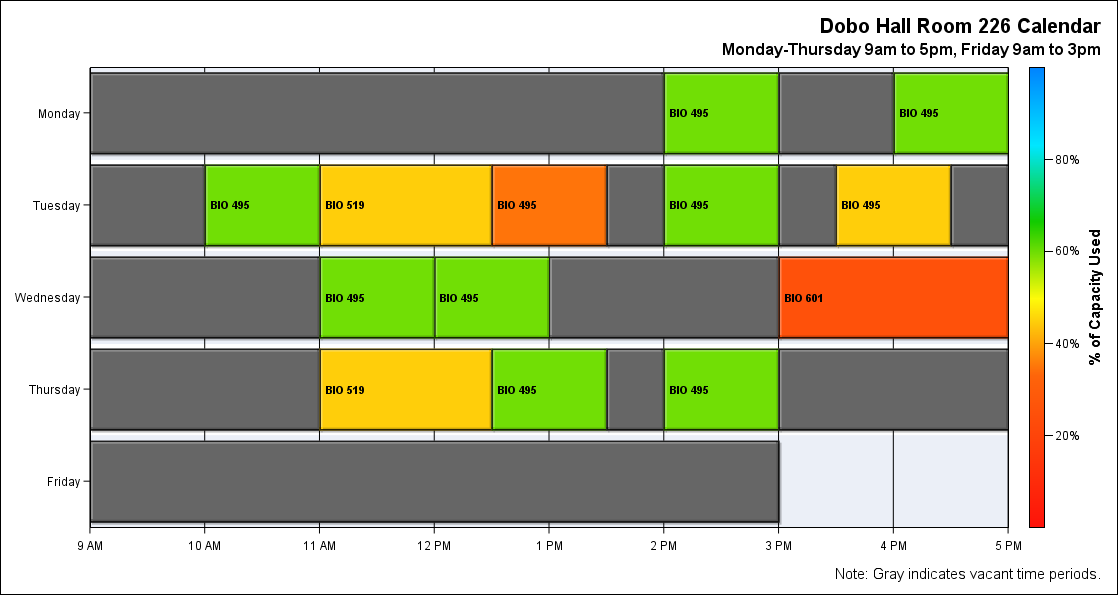 Dobo Hall Room 226 Calendar
Monday-Thursday 9am to 5pm, Friday 9am to 3pm
Monday
BIO 495
BIO 495
80%
Tuesday
BIO 495
BIO 519
BIO 495
BIO 495
BIO 495
60%
Wednesday
BIO 495
BIO 495
BIO 601
% of Capacity Used
40%
Thursday
BIO 519
BIO 495
BIO 495
20%
Friday
9 AM
10 AM
11 AM
12 PM
1 PM
2 PM
3 PM
4 PM
5 PM
Note: Gray indicates vacant time periods.